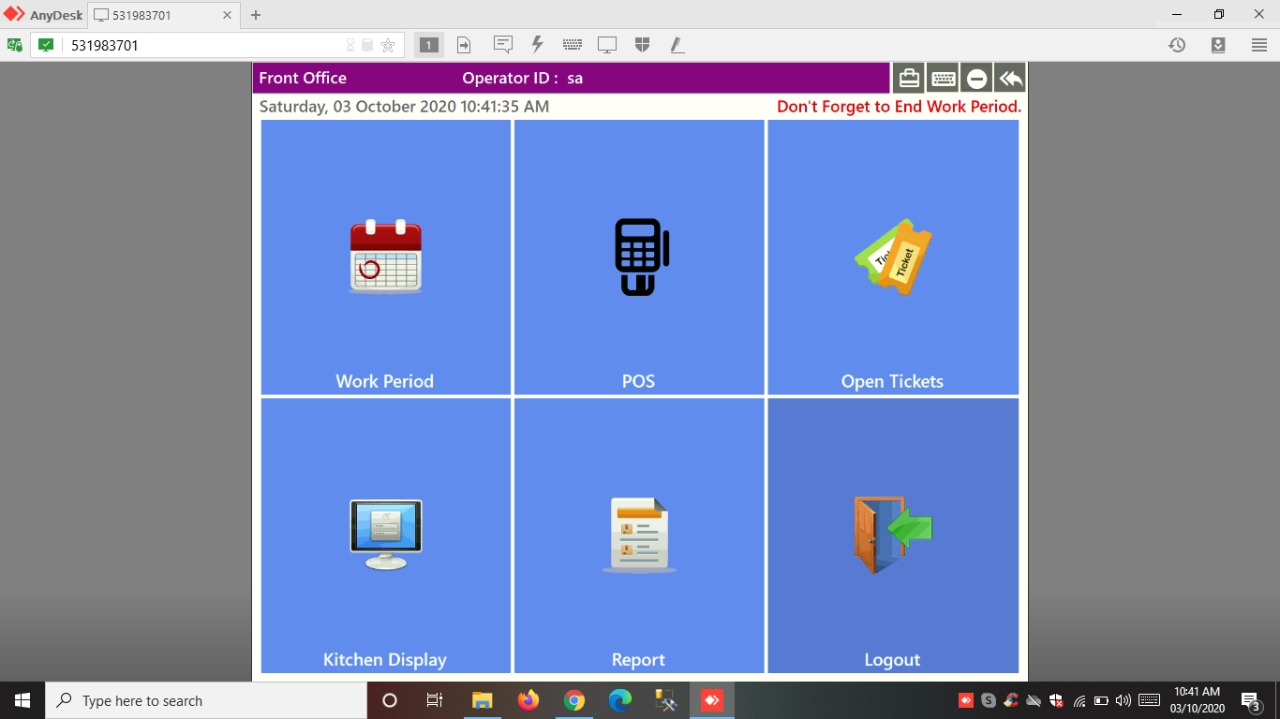 AnyDesk 531983701
531983701 1
Front Office Operator ID : sa
Saturday, 03 October 2020 10:41:35 AM Don't Forget to End Work Period.
Ticket
Work Period POS Open Tickets
Kitchen Display Report Logout
Type here to search
10:41 AM
03/10/2020
3